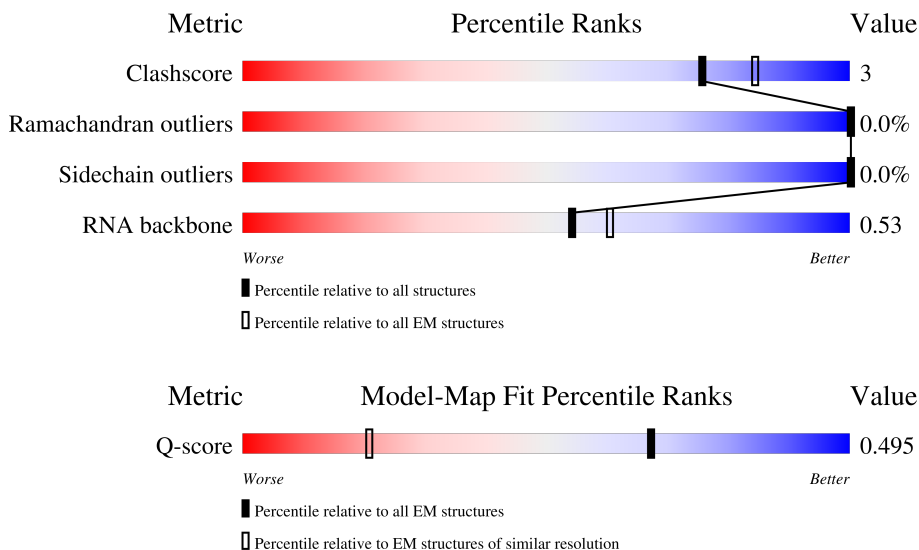 Metric Percentile Ranks Value
Clashscore 3
Ramachandran outliers 0.0%
Sidechain outliers 0.0%
RNA backbone 0.53
Worse Better
Percentile relative to all structures
Percentile relative to all EM structures
Metric Model-Map Fit Percentile Ranks Value
Q-score 0.495
Worse Better
Percentile relative to all EM structures
Percentile relative to EM structures of similar resolution